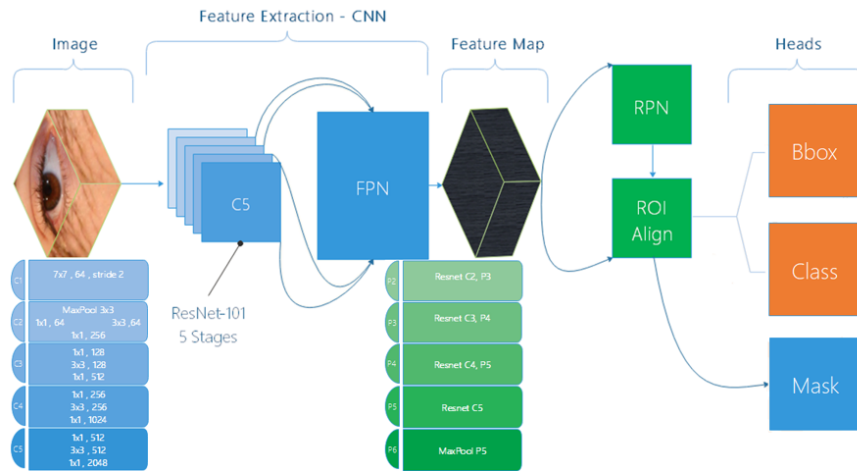 Image
Feature Extraction - CNN
Feature Map
Heads
C5
FPN
RPN
ROI
Align
Bbox
Class
Mask
ResNet-101
5 Stages
C1
7x7 , 64 , stride 2
C2
MaxPool 3x3
1x1 , 64 3x3 ,64
1x1 , 256
C3
1x1 , 128
3x3 , 128
1x1 , 512
C4
1x1 , 256
3x3 , 256
1x1 , 1024
C5
1x1 , 512
3x3 , 512
1x1 , 2048
P2
Resnet C2, P3
P3
Resnet C3, P4
P4
Resnet C4, P5
P5
Resnet C5
P6
MaxPool P5